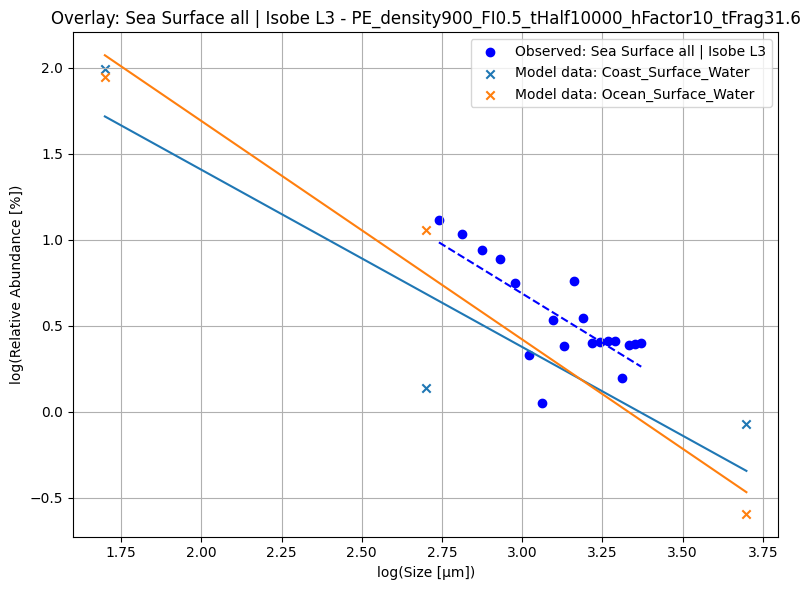 Overlay: Sea Surface all | Isobe L3 - PE_density900_FI0.5_tHalf10000_hFactor10_tFrag31.6
Observed: Sea Surface all | Isobe L3
Model data: Coast_Surface_Water
Model data: Ocean_Surface_Water
log(Relative Abundance [%])
2.0
1.5
1.0
0.5
0.0
−0.5
1.75 2.00 2.25 2.50 2.75 3.00 3.25 3.50 3.75
log(Size [μm])